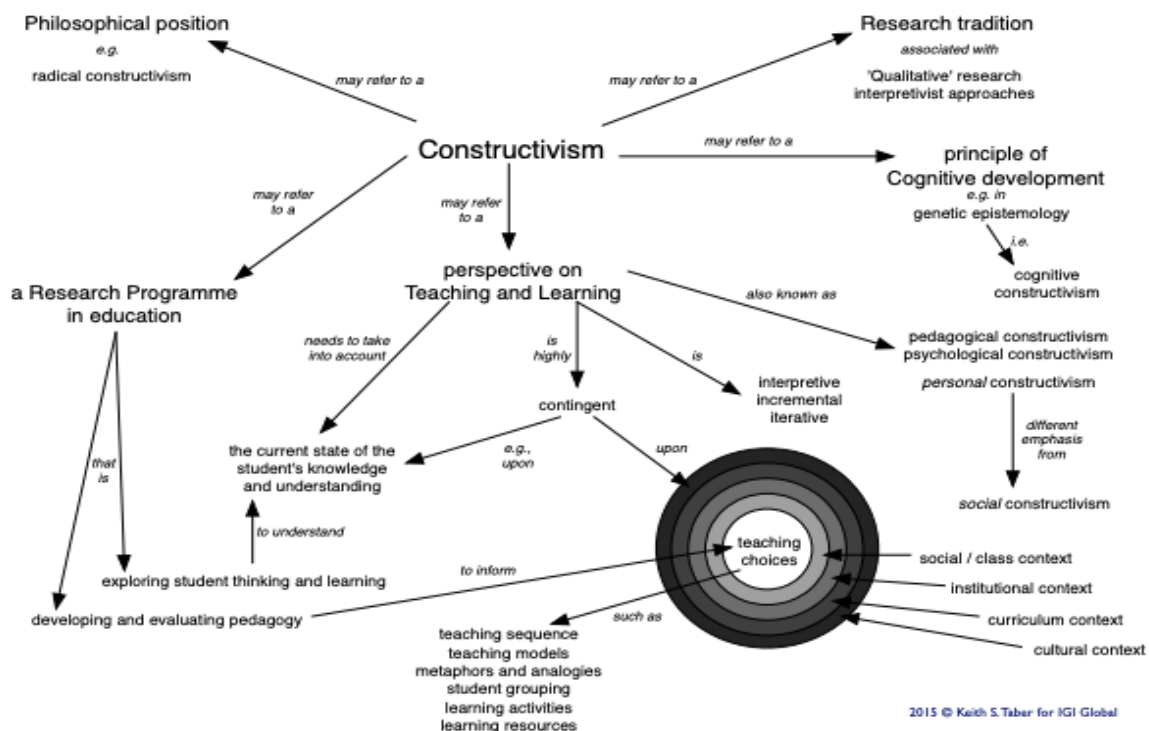 Philosophical position
e.g.
radical constructivism
may refer to a
Research tradition
associated with
'Qualitative' research
interpretivist approaches
may refer to a
Constructivism
may refer to a
principle of
Cognitive development
e.g. in
genetic epistemology
i.e.
cognitive
constructivism
may refer
to a
may refer
to a
a Research Programme
in education
perspective on
Teaching and Learning
also known as
pedagogical constructivism
psychological constructivism
personal constructivism
different
emphasis
from
social constructivism
needs to take
into account
is
highly
is
contingent
interpretive
incremental
iterative
the current state of the
student's knowledge
and understanding
e.g.,
upon
upon
that
is
to understand
exploring student thinking and learning
developing and evaluating pedagogy
to inform
teaching
choices
social / class context
institutional context
curriculum context
cultural context
such as
teaching sequence
teaching models
metaphors and analogies
student grouping
learning activities
learning resources
2015 © Keith S. Taber for IGI Global